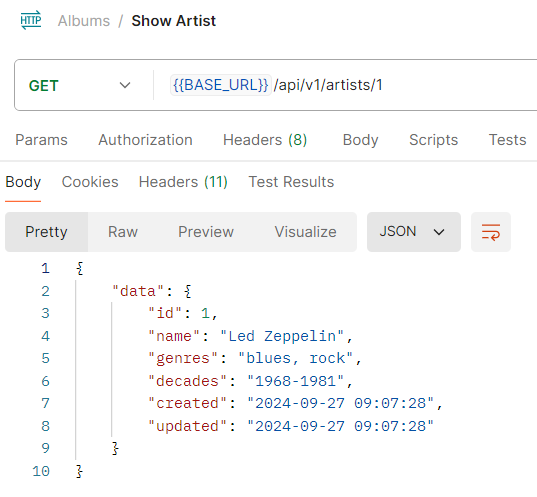 HTTP Albums / Show Artist
GET {{BASE_URL}} /api/v1/artists/1
Params Authorization Headers (8) Body Scripts Tests
Body Cookies Headers (11) Test Results
Pretty Raw Preview Visualize JSON
1 {
2 "data": {
3 "id": 1,
4 "name": "Led Zeppelin",
5 "genres": "blues, rock",
6 "decades": "1968-1981",
7 "created": "2024-09-27 09:07:28",
8 "updated": "2024-09-27 09:07:28"
9 }
10 }